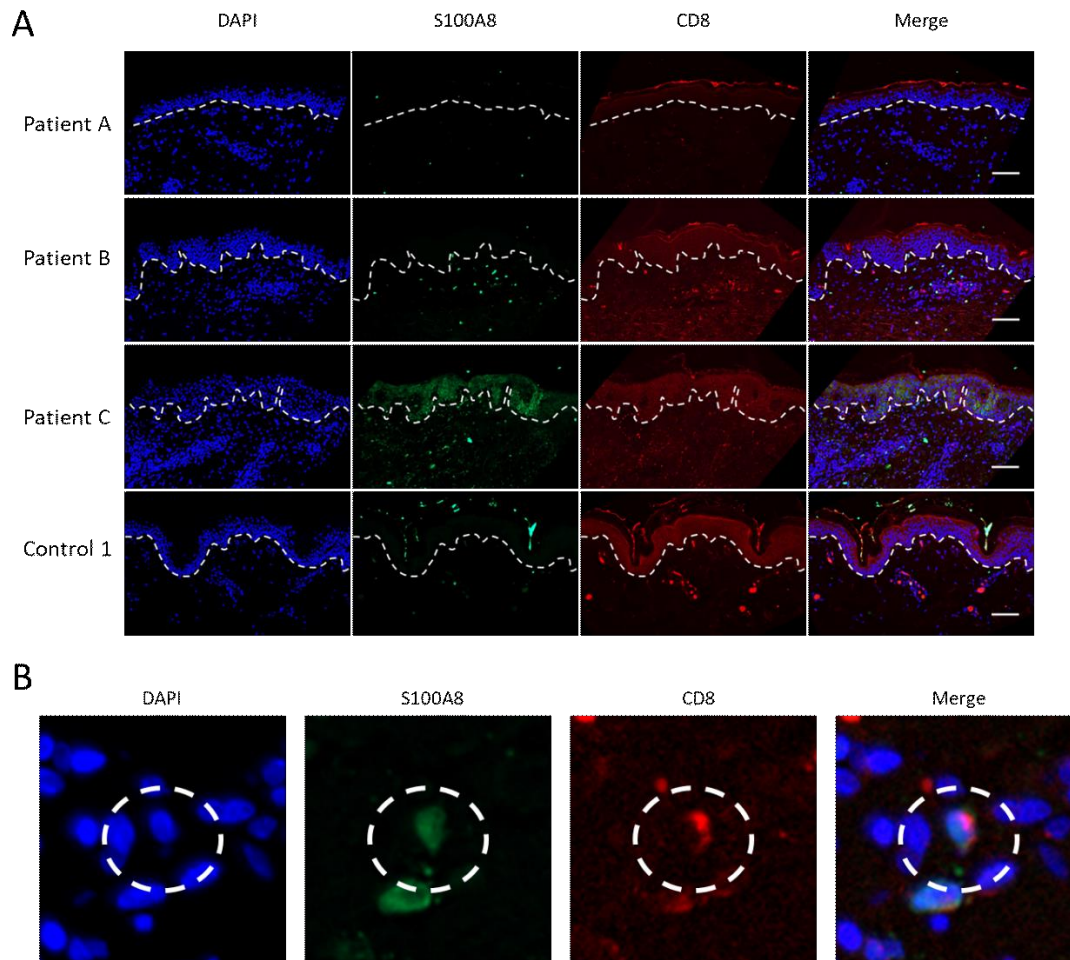 A
DAPI S100A8 CD8 Merge
Patient A
Patient B
Patient C
Control 1
B
DAPI S100A8 CD8 Merge